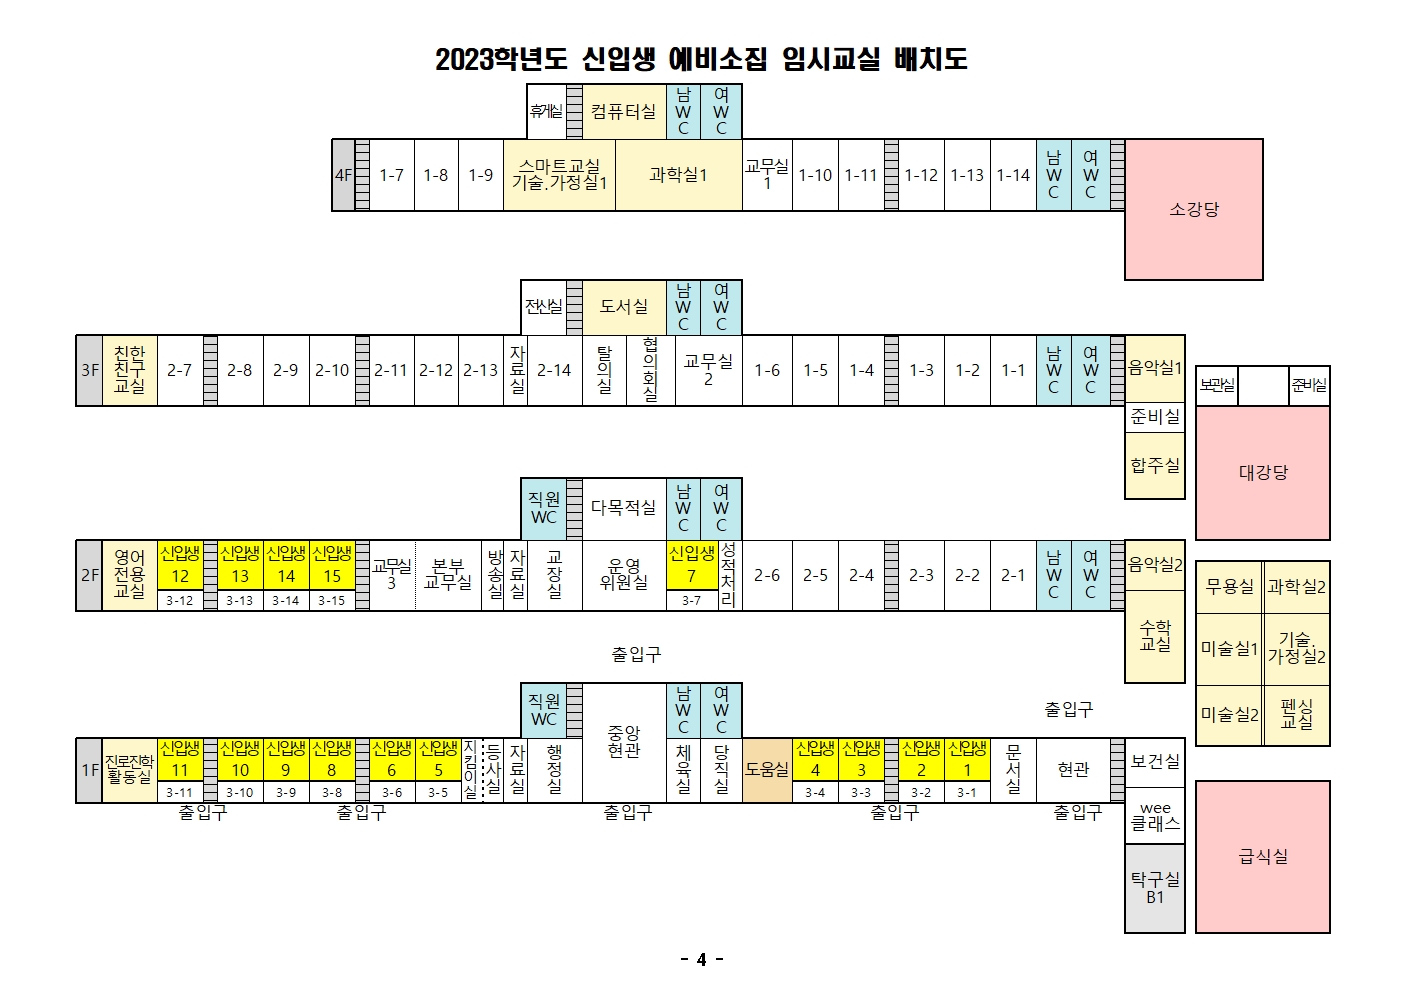 2023학년도 신입생 예비소집 임시교실 배치도
휴게실 컴퓨터실 남WC 여WC
4F 1-7 1-8 1-9 스마트교실 기술.가정실1 과학실1 교무실1 1-10 1-11 1-12 1-13 1-14 남WC 여WC
소강당
전산실 도서실 남WC 여WC
3F 친한친구교실 2-7 2-8 2-9 2-10 2-11 2-12 2-13 자료실 2-14 탈의실 협의회실 교무실2 1-6 1-5 1-4 1-3 1-2 1-1 남WC 여WC 음악실1
준비실
합주실
보관실 준비실
대강당
직원WC 다목적실 남WC 여WC
2F 영어전용교실 신입생12 신입생13 신입생14 신입생15 교무실3 본부교무실 방송실 자료실 교장실 운영위원실 신입생7 성적처리 2-6 2-5 2-4 2-3 2-2 2-1 남WC 여WC 음악실2
3-12 3-13 3-14 3-15 3-7
수학교실
무용실 과학실2
미술실1 기술.가정실2
미술실2 펜싱교실
출입구
출입구
직원WC 중앙현관 남WC 여WC
1F 진로진학활동실 신입생11 신입생10 신입생9 신입생8 신입생6 신입생5 지킴이실 등사실 자료실 행정실 체육실 당직실 도움실 신입생4 신입생3 신입생2 신입생1 문서실 현관 보건실
3-11 3-10 3-9 3-8 3-6 3-5 3-4 3-3 3-2 3-1
출입구 출입구 출입구 출입구 출입구
wee클래스
탁구실B1
급식실
- 4 -